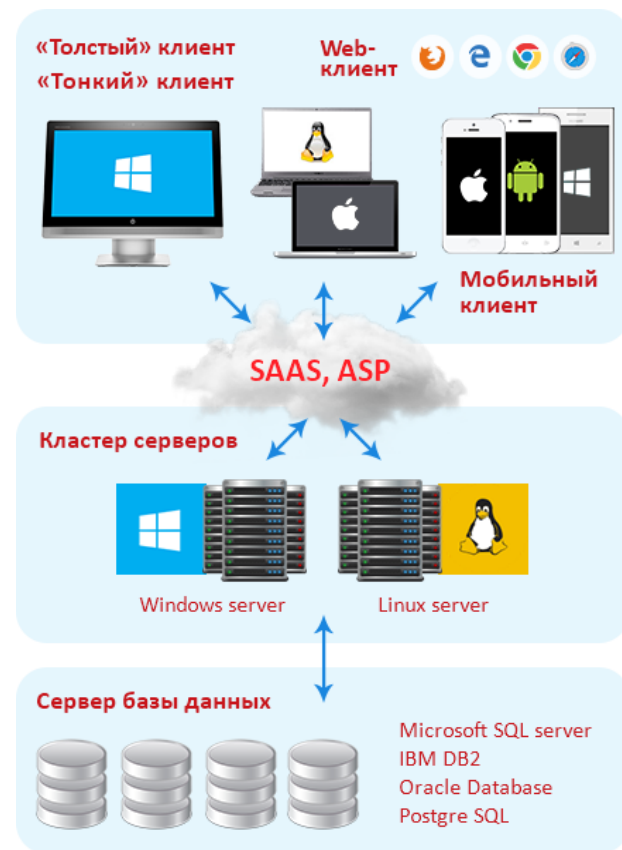 «Толстый» клиент
«Тонкий» клиент
Web-
клиент
Мобильный
клиент
SAAS, ASP
Кластер серверов
Windows server
Linux server
Сервер базы данных
Microsoft SQL server
IBM DB2
Oracle Database
Postgre SQL